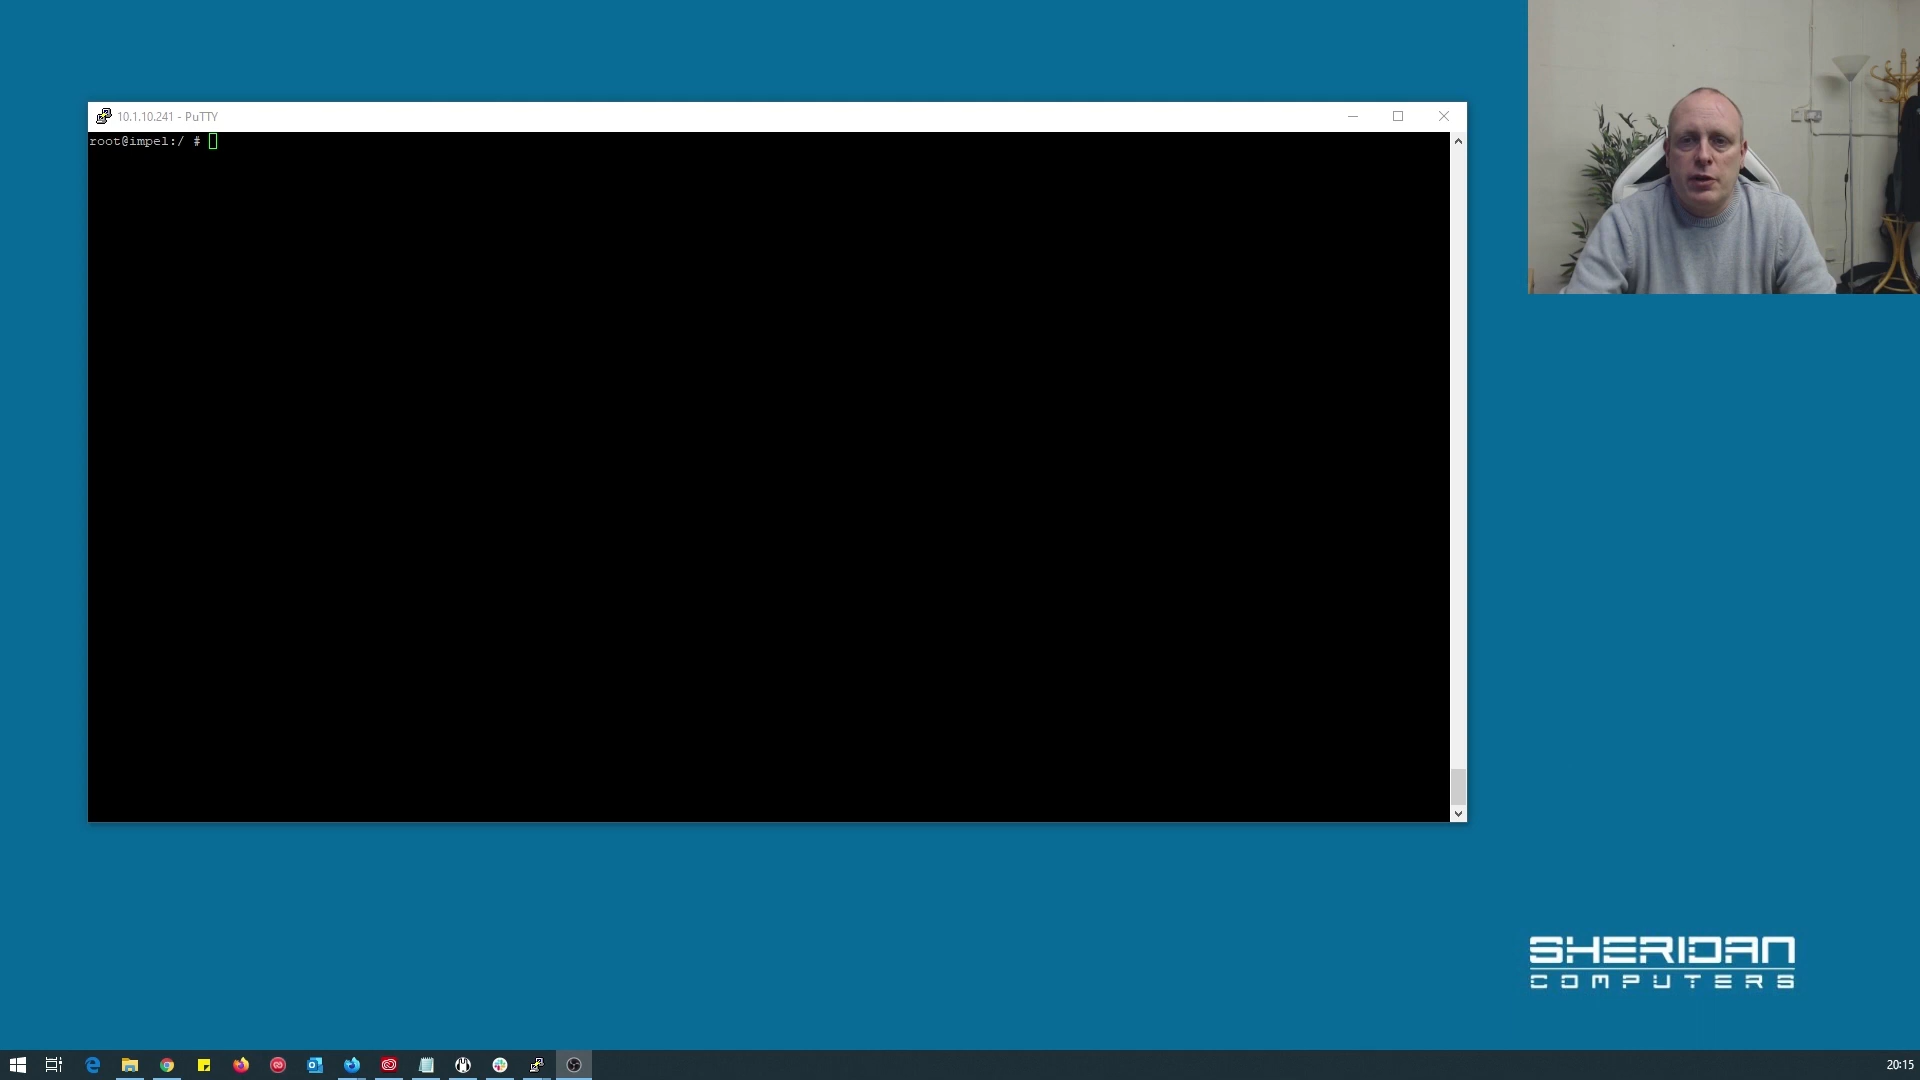 10.1.10.241 - PuTTY
root@impel:/ #
SHERIDAN
COMPUTERS
20:15